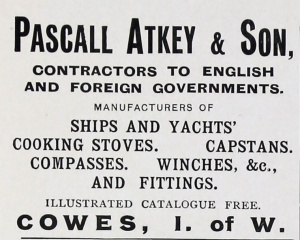 PASCALL ATKEY & SON,
CONTRACTORS TO ENGLISH
AND FOREIGN GOVERNMENTS.
MANUFACTURERS OF
SHIPS AND YACHTS'
COOKING STOVES. CAPSTANS.
COMPASSES. WINCHES, &c.,
AND FITTINGS.
ILLUSTRATED CATALOGUE FREE.
COWES, I. of W.